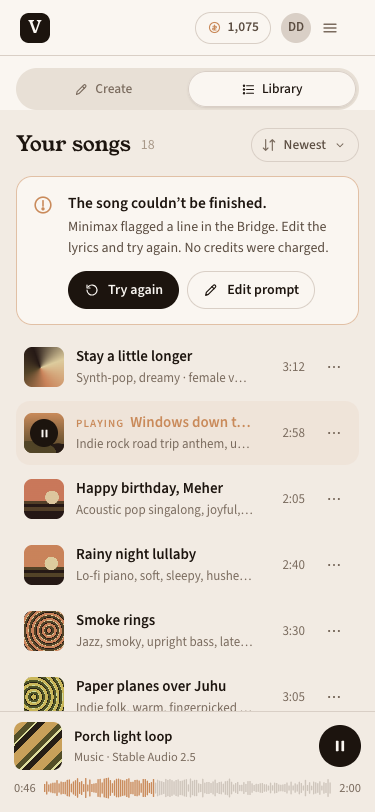 V
1,075
DD
Create
Library
Your songs 18
Newest
The song couldn't be finished.
Minimax flagged a line in the Bridge. Edit the
lyrics and try again. No credits were charged.
Try again
Edit prompt
Stay a little longer
Synth-pop, dreamy · female v…
3:12
PLAYING Windows down t…
Indie rock road trip anthem, u…
2:58
Happy birthday, Meher
Acoustic pop singalong, joyful,…
2:05
Rainy night lullaby
Lo-fi piano, soft, sleepy, hushe…
2:40
Smoke rings
Jazz, smoky, upright bass, late…
3:30
Paper planes over Juhu
Indie folk, warm, fingerpicked…
3:05
Porch light loop
Music · Stable Audio 2.5
0:46
2:00